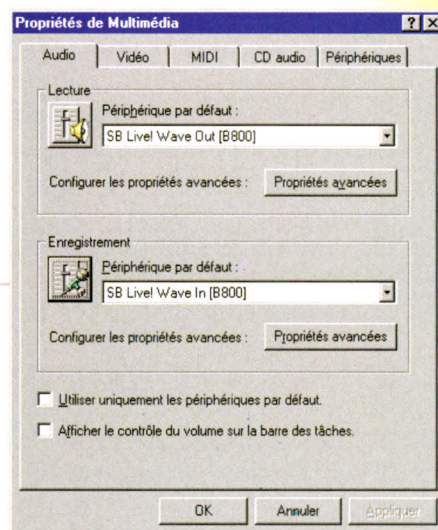 Propriétés de Multimédia
Audio Vidéo MIDI CD audio Périphériques
Lecture
Périphérique par défaut :
SB Live! Wave Out [B800]
Configurer les propriétés avancées : Propriétés avancées
Enregistrement
Périphérique par défaut :
SB Live! Wave In [B800]
Configurer les propriétés avancées : Propriétés avancées
Utiliser uniquement les périphériques par défaut.
Afficher le contrôle du volume sur la barre des tâches.
OK Annuler Appliquer